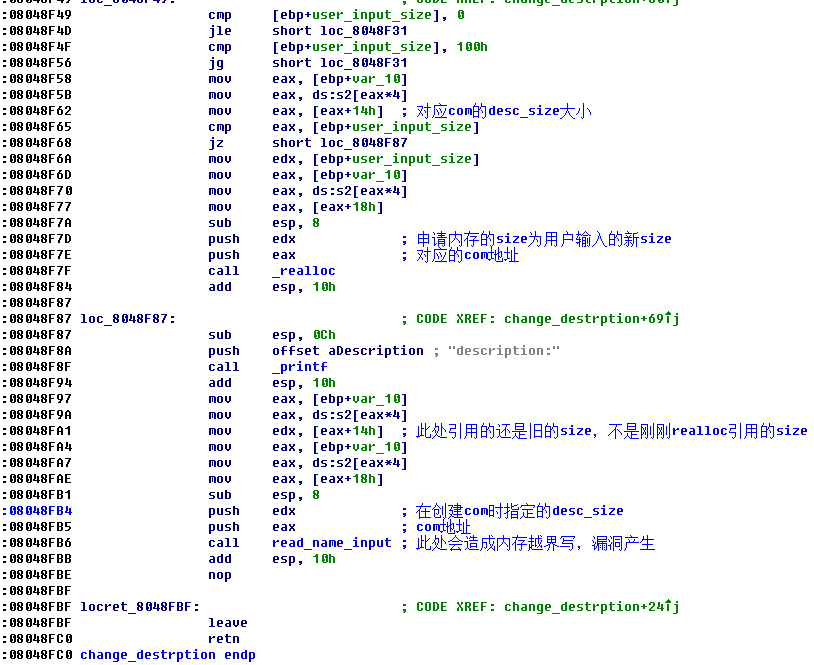 :08048F49 loc_8048F49: ; CODE XREF: change_destrption+
:08048F49 cmp [ebp+user_input_size], 0
:08048F4D jle short loc_8048F31
:08048F4F cmp [ebp+user_input_size], 100h
:08048F56 jg short loc_8048F31
:08048F58 mov eax, [ebp+var_10]
:08048F5B mov eax, ds:s2[eax*4]
:08048F62 mov eax, [eax+14h] ; 对应com的desc_size大小
:08048F65 cmp eax, [ebp+user_input_size]
:08048F68 jz short loc_8048F87
:08048F6A mov edx, [ebp+user_input_size]
:08048F6D mov eax, [ebp+var_10]
:08048F70 mov eax, ds:s2[eax*4]
:08048F77 mov eax, [eax+18h]
:08048F7A sub esp, 8
:08048F7D push edx ; 申请内存的size为用户输入的新size
:08048F7E push eax ; 对应的com地址
:08048F7F call _realloc
:08048F84 add esp, 10h
:08048F87
:08048F87 loc_8048F87: ; CODE XREF: change_destrption+69↑j
:08048F87 sub esp, 0Ch
:08048F8A push offset aDescription ; "description:"
:08048F8F call _printf
:08048F94 add esp, 10h
:08048F97 mov eax, [ebp+var_10]
:08048F9A mov eax, ds:s2[eax*4]
:08048FA1 mov edx, [eax+14h] ; 此处引用的还是旧的size，不是刚刚realloc引用的size
:08048FA4 mov eax, [ebp+var_10]
:08048FA7 mov eax, ds:s2[eax*4]
:08048FAE mov eax, [eax+18h]
:08048FB1 sub esp, 8
:08048FB4 push edx ; 在创建com时指定的desc_size
:08048FB5 push eax ; com地址
:08048FB6 call read_name_input ; 此处会造成内存越界写，漏洞产生
:08048FBB add esp, 10h
:08048FBE nop
:08048FBF
:08048FBF locret_8048FBF: ; CODE XREF: change_destrption+24↑j
:08048FBF leave
:08048FC0 retn
:08048FC0 change_destrption endp